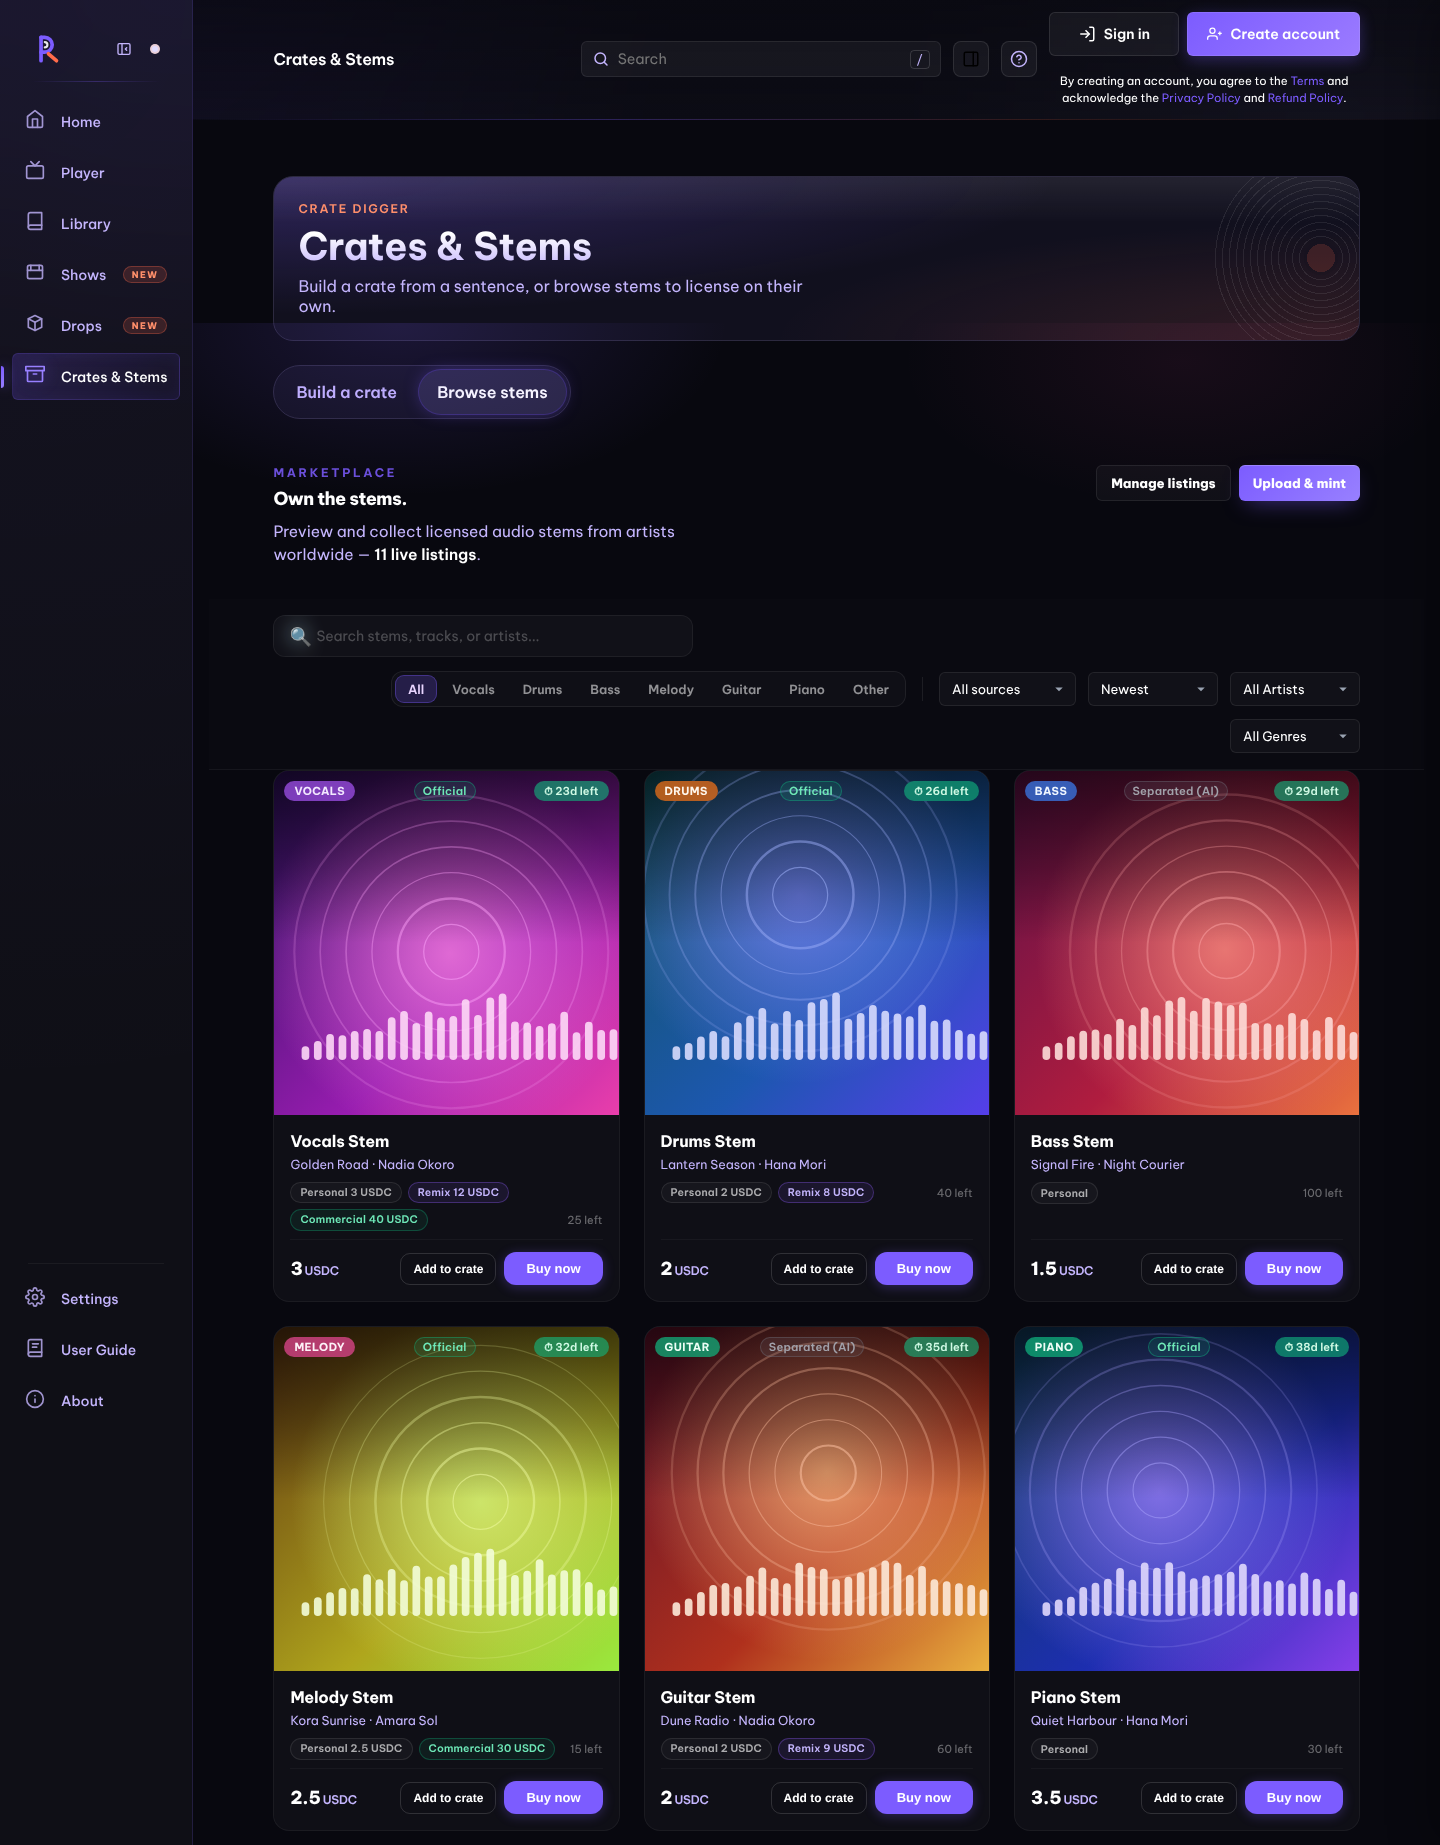 Home
Player
Library
Shows NEW
Drops NEW
Crates & Stems
Settings
User Guide
About
Crates & Stems
Search /
Sign in
Create account
By creating an account, you agree to the Terms and
acknowledge the Privacy Policy and Refund Policy.
CRATE DIGGER
Crates & Stems
Build a crate from a sentence, or browse stems to license on their
own.
Build a crate
Browse stems
MARKETPLACE
Own the stems.
Preview and collect licensed audio stems from artists
worldwide — 11 live listings.
Manage listings
Upload & mint
Search stems, tracks, or artists...
All Vocals Drums Bass Melody Guitar Piano Other
All sources
Newest
All Artists
All Genres
VOCALS Official 23d left
Vocals Stem
Golden Road · Nadia Okoro
Personal 3 USDC Remix 12 USDC
Commercial 40 USDC 25 left
3 USDC Add to crate Buy now
DRUMS Official 26d left
Drums Stem
Lantern Season · Hana Mori
Personal 2 USDC Remix 8 USDC 40 left
2 USDC Add to crate Buy now
BASS Separated (AI) 29d left
Bass Stem
Signal Fire · Night Courier
Personal 100 left
1.5 USDC Add to crate Buy now
MELODY Official 32d left
Melody Stem
Kora Sunrise · Amara Sol
Personal 2.5 USDC Commercial 30 USDC 15 left
2.5 USDC Add to crate Buy now
GUITAR Separated (AI) 35d left
Guitar Stem
Dune Radio · Nadia Okoro
Personal 2 USDC Remix 9 USDC 60 left
2 USDC Add to crate Buy now
PIANO Official 38d left
Piano Stem
Quiet Harbour · Hana Mori
Personal 30 left
3.5 USDC Add to crate Buy now